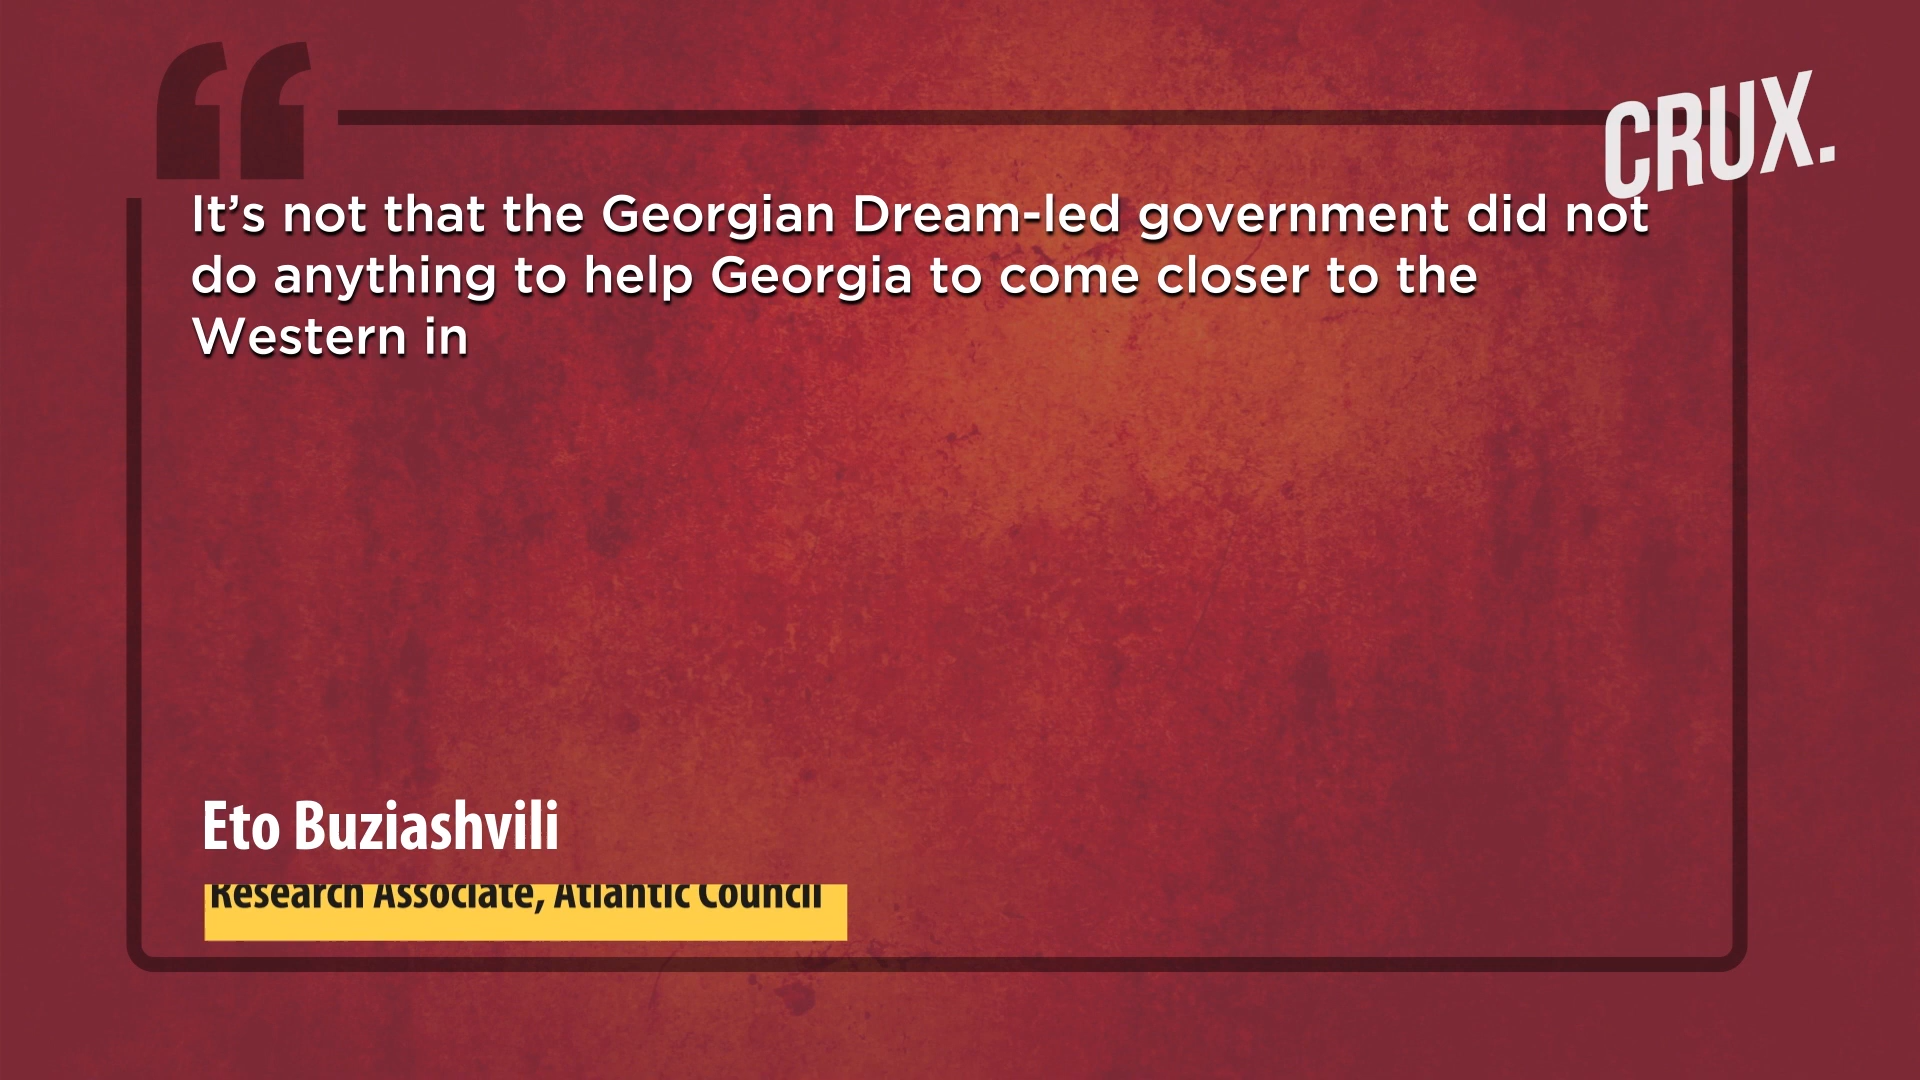 CRUX.
It’s not that the Georgian Dream-led government did not
do anything to help Georgia to come closer to the
Western in
Eto Buziashvili
Research Associate, Atlantic Council